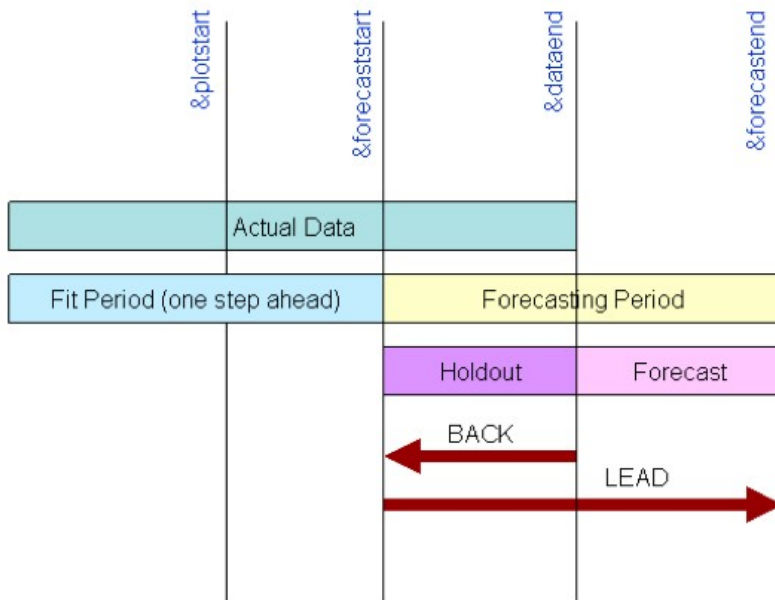 &plotstart
&forecaststart
&dataend
&forecastend
Actual Data
Fit Period (one step ahead)
Forecasting Period
Holdout
Forecast
BACK
LEAD